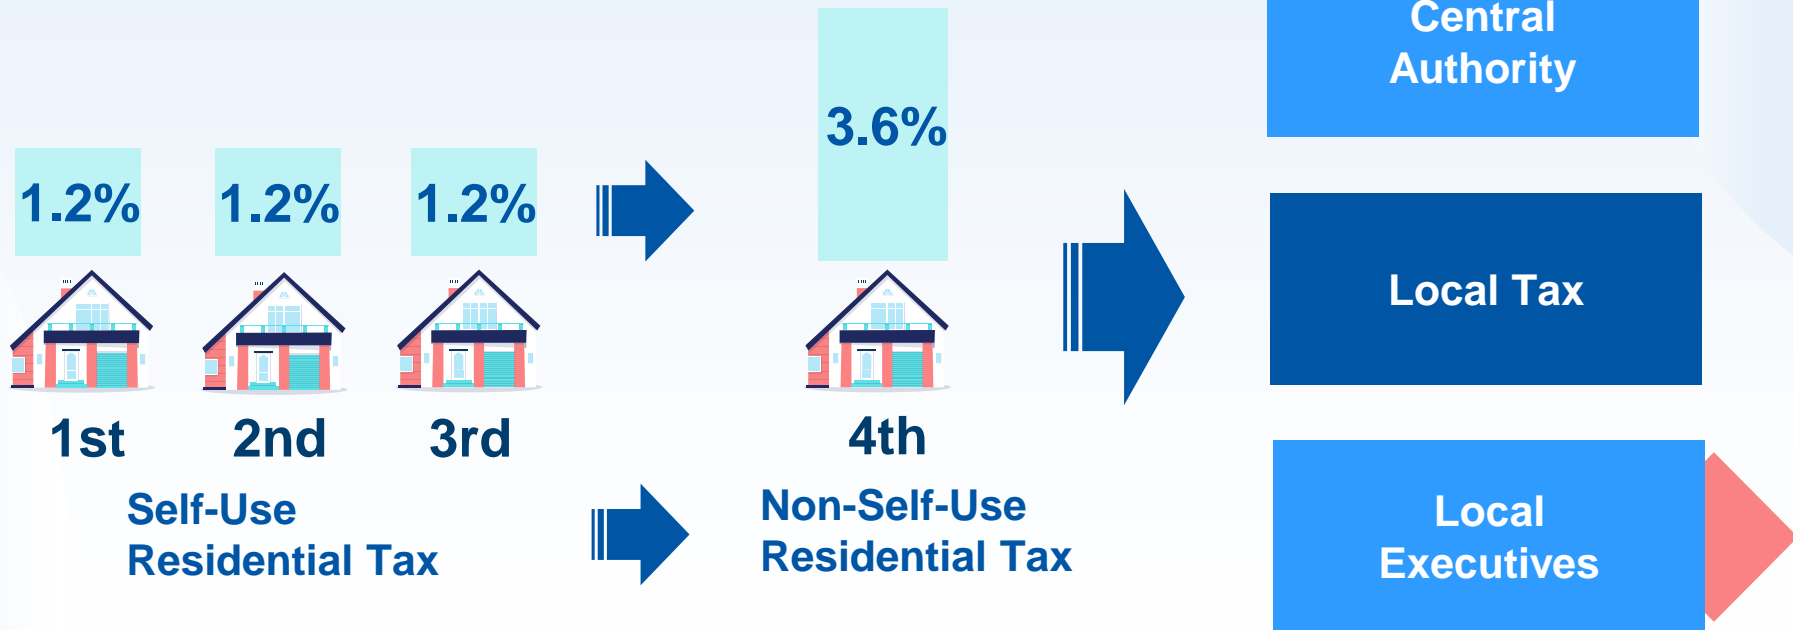 1.2%
1.2%
1.2%
3.6%
1st
2nd
3rd
4th
Self-Use
Residential Tax
Non-Self-Use
Residential Tax
Central
Authority
Local Tax
Local
Executives